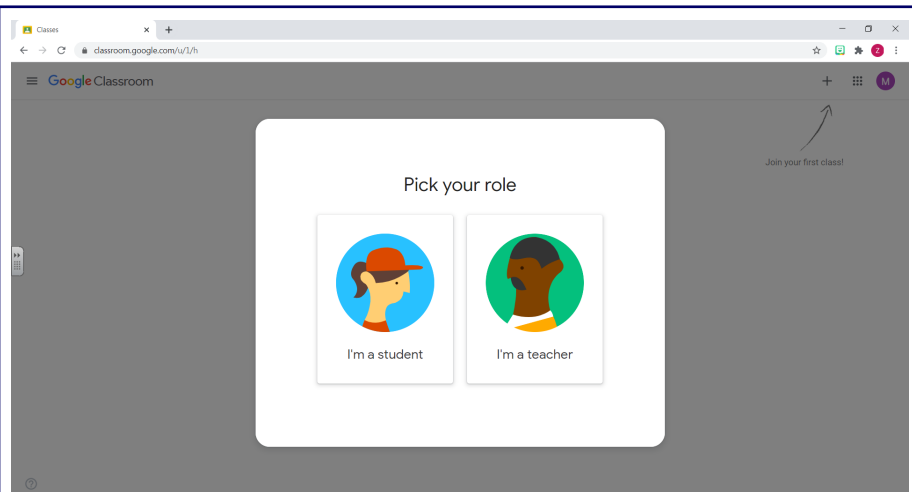 Classes
classroom.google.com/u/1/h
Z
Google Classroom
M
Join your first class!
Pick your role
I'm a student
I'm a teacher